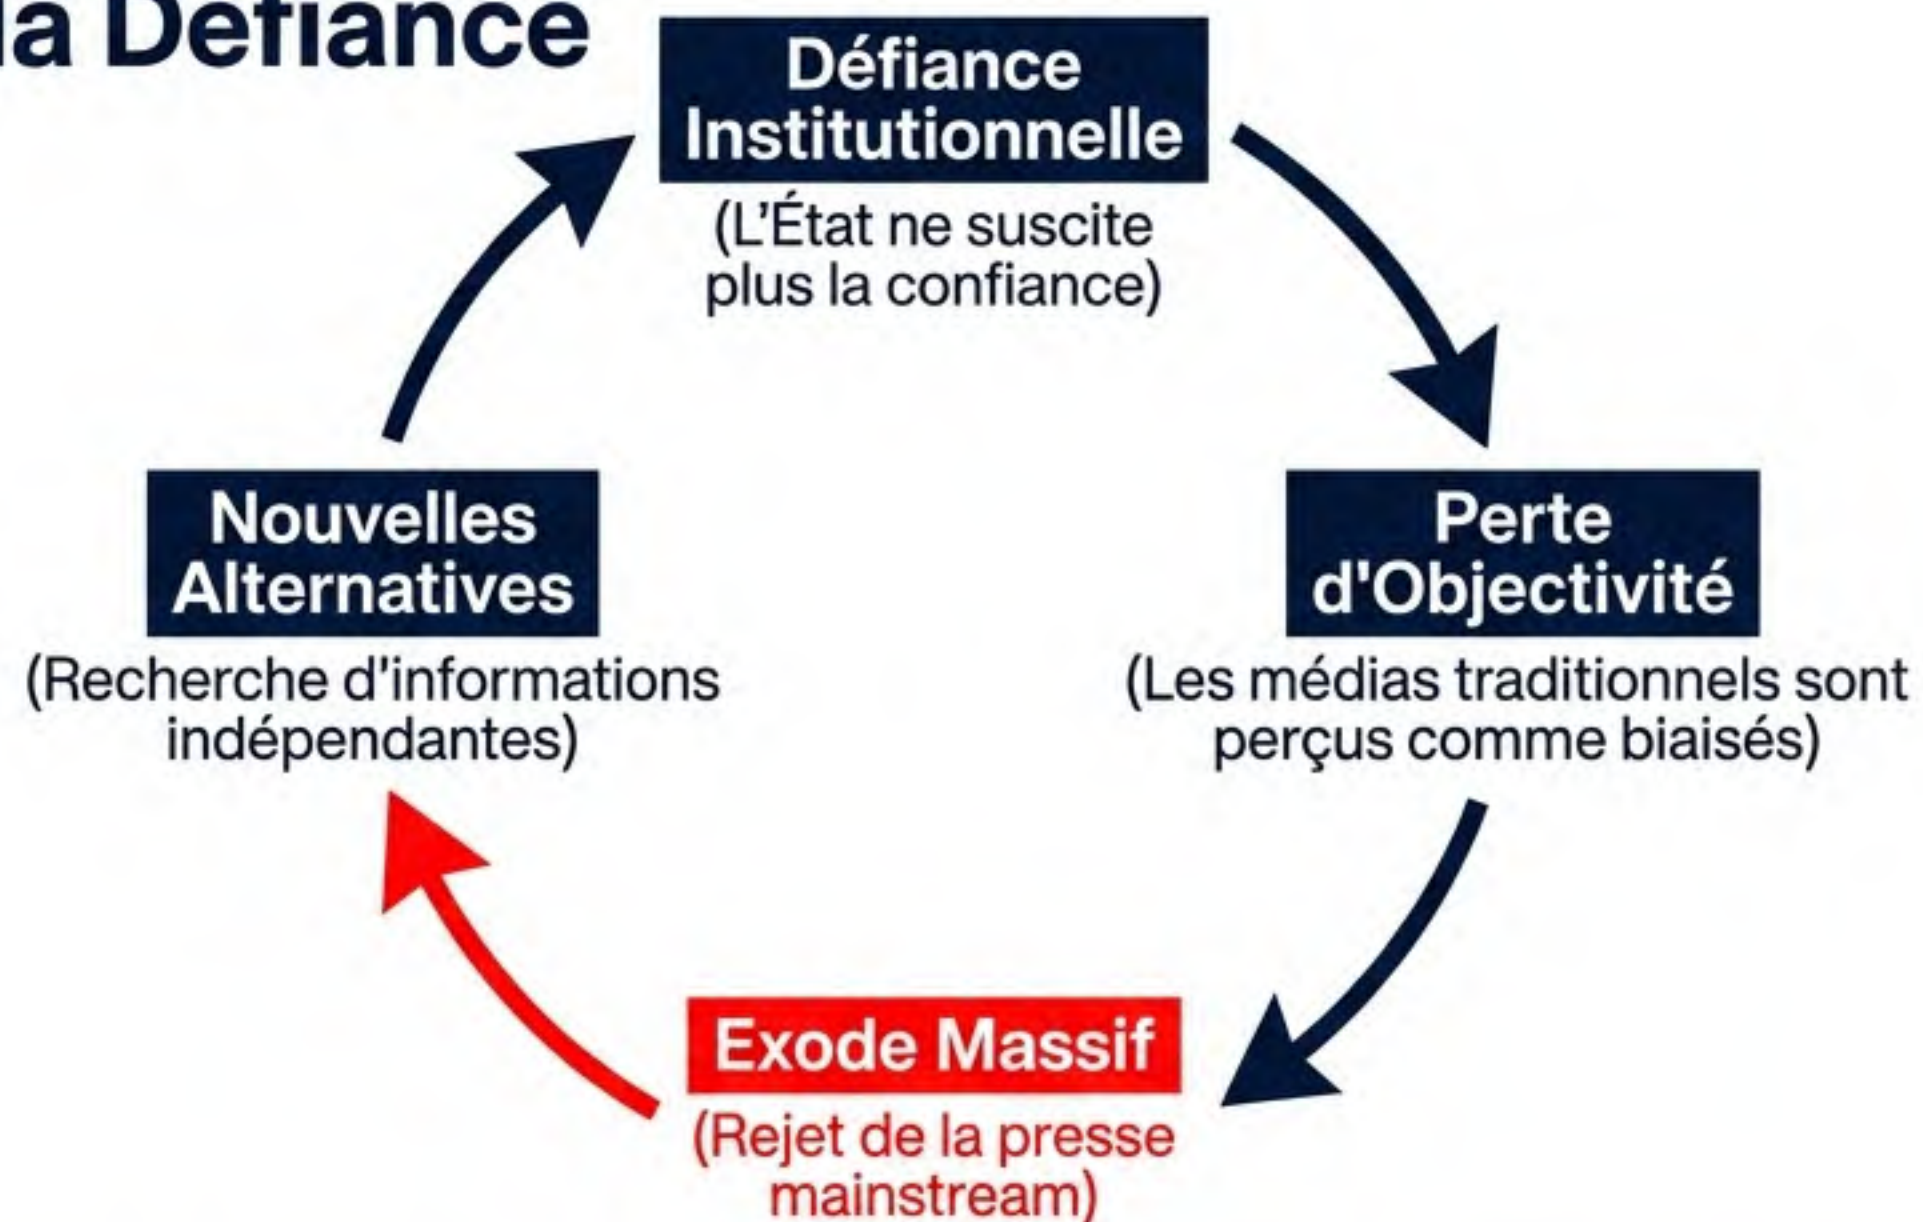 la Défiance
Défiance
Institutionnelle
(L’État ne suscite
plus la confiance)
Nouvelles
Alternatives
(Recherche d'informations
indépendantes)
Perte
d'Objectivité
(Les médias traditionnels sont
perçus comme biaisés)
Exode Massif
(Rejet de la presse
mainstream)